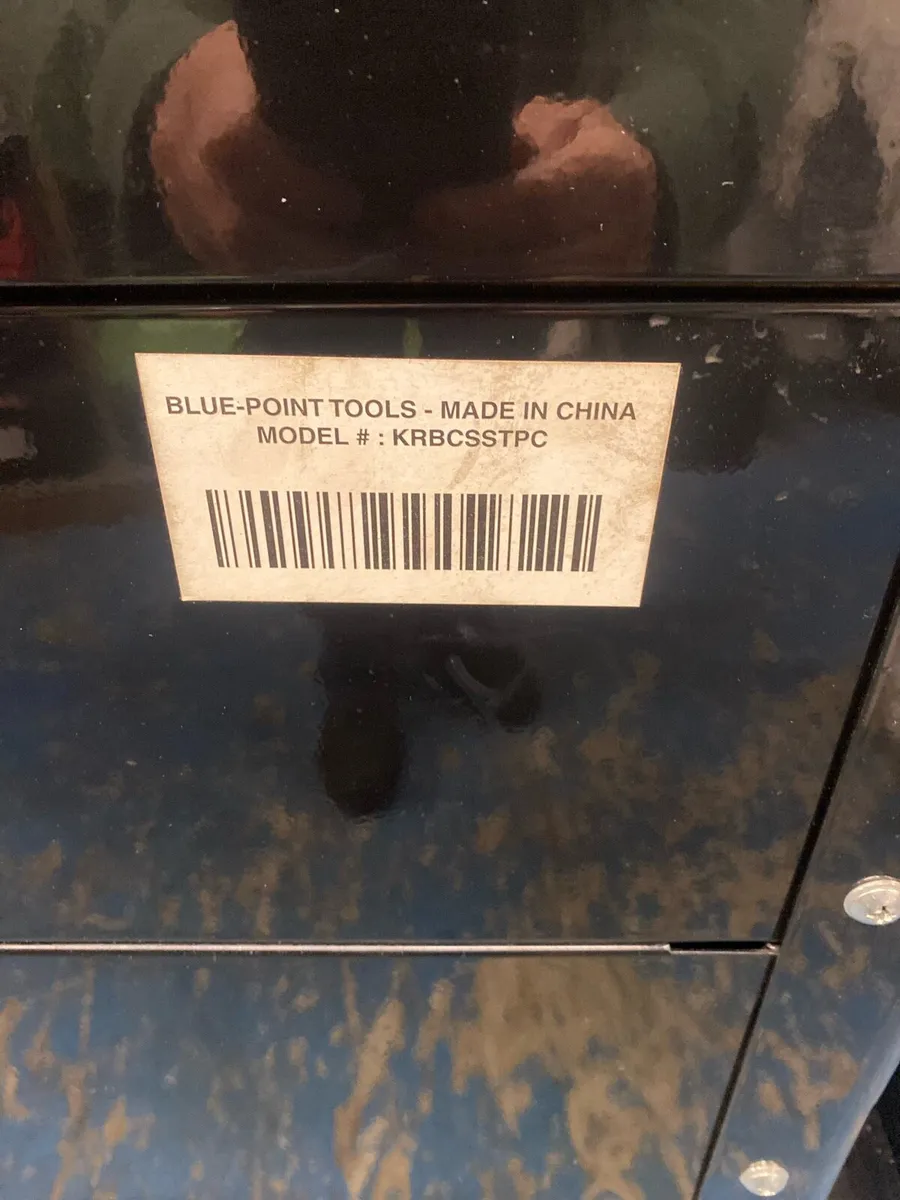 BLUE-POINT TOOLS - MADE IN CHINA
MODEL # : KRBCSSTPC